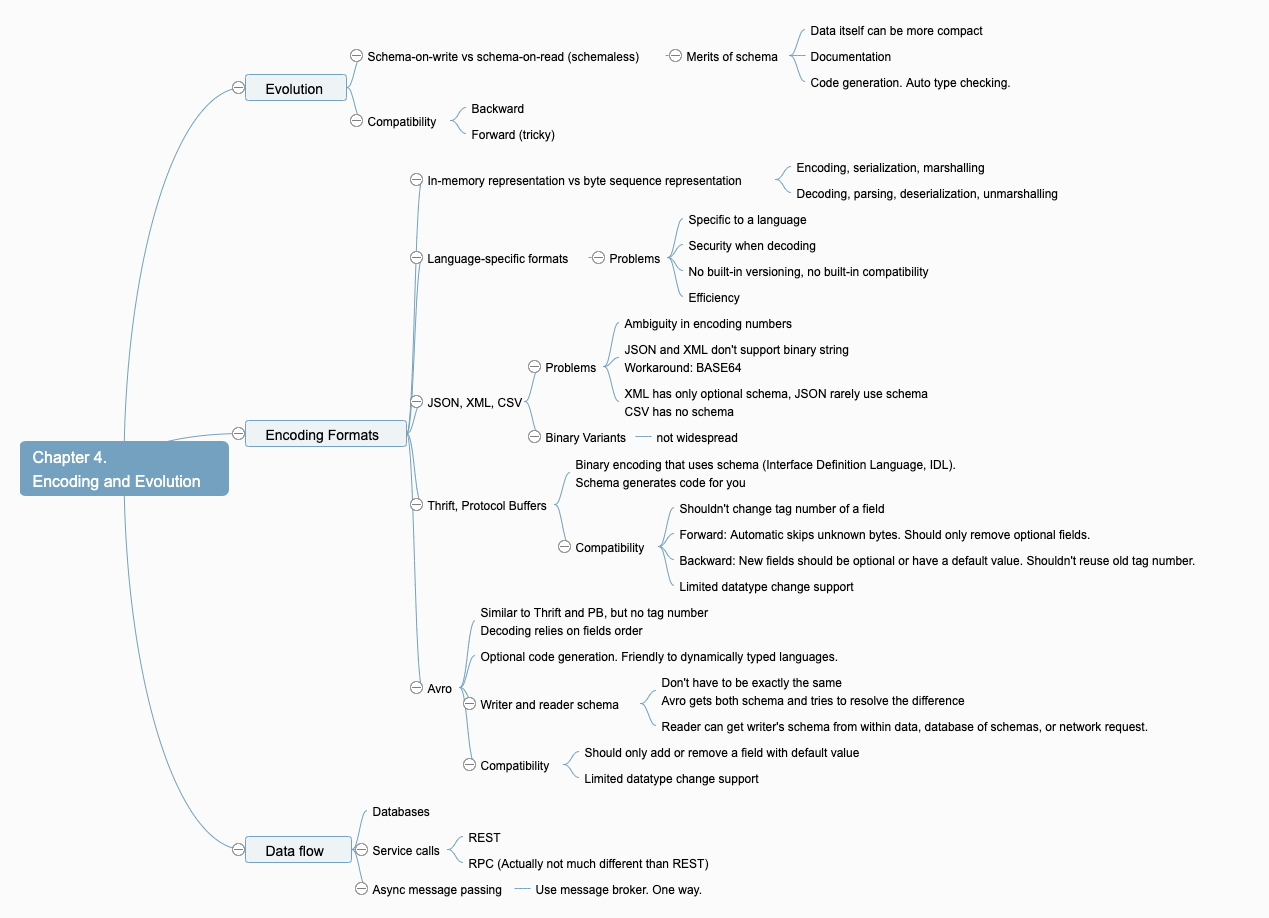 Chapter 4.
Encoding and Evolution
Evolution
Schema-on-write vs schema-on-read (schemaless)
Merits of schema
Data itself can be more compact
Documentation
Code generation. Auto type checking.
Compatibility
Backward
Forward (tricky)
Encoding Formats
In-memory representation vs byte sequence representation
Encoding, serialization, marshalling
Decoding, parsing, deserialization, unmarshalling
Language-specific formats
Problems
Specific to a language
Security when decoding
No built-in versioning, no built-in compatibility
Efficiency
JSON, XML, CSV
Problems
Ambiguity in encoding numbers
JSON and XML don't support binary string
Workaround: BASE64
XML has only optional schema, JSON rarely use schema
CSV has no schema
Binary Variants
not widespread
Thrift, Protocol Buffers
Binary encoding that uses schema (Interface Definition Language, IDL).
Schema generates code for you
Compatibility
Shouldn't change tag number of a field
Forward: Automatic skips unknown bytes. Should only remove optional fields.
Backward: New fields should be optional or have a default value. Shouldn't reuse old tag number.
Limited datatype change support
Avro
Similar to Thrift and PB, but no tag number
Decoding relies on fields order
Optional code generation. Friendly to dynamically typed languages.
Writer and reader schema
Don't have to be exactly the same
Avro gets both schema and tries to resolve the difference
Reader can get writer's schema from within data, database of schemas, or network request.
Compatibility
Should only add or remove a field with default value
Limited datatype change support
Data flow
Databases
Service calls
REST
RPC (Actually not much different than REST)
Async message passing
Use message broker. One way.